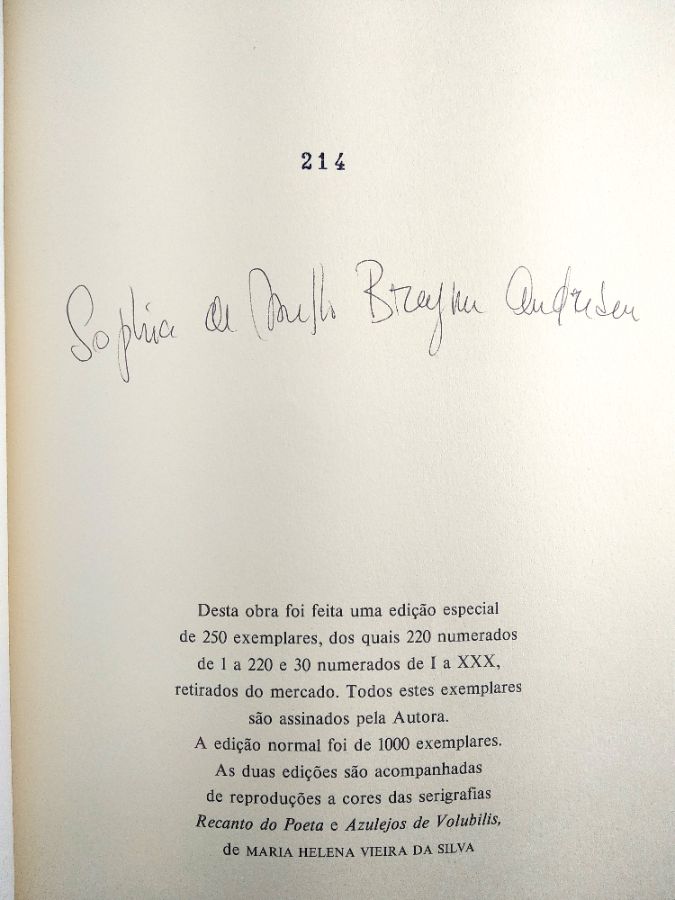 214
Sophia de Mello Breyner Andresen
Desta obra foi feita uma edição especial
de 250 exemplares, dos quais 220 numerados
de 1 a 220 e 30 numerados de I a XXX,
retirados do mercado. Todos estes exemplares
são assinados pela Autora.
A edição normal foi de 1000 exemplares.
As duas edições são acompanhadas
de reproduções a cores das serigrafias
Recanto do Poeta e Azulejos de Volubilis,
de MARIA HELENA VIEIRA DA SILVA